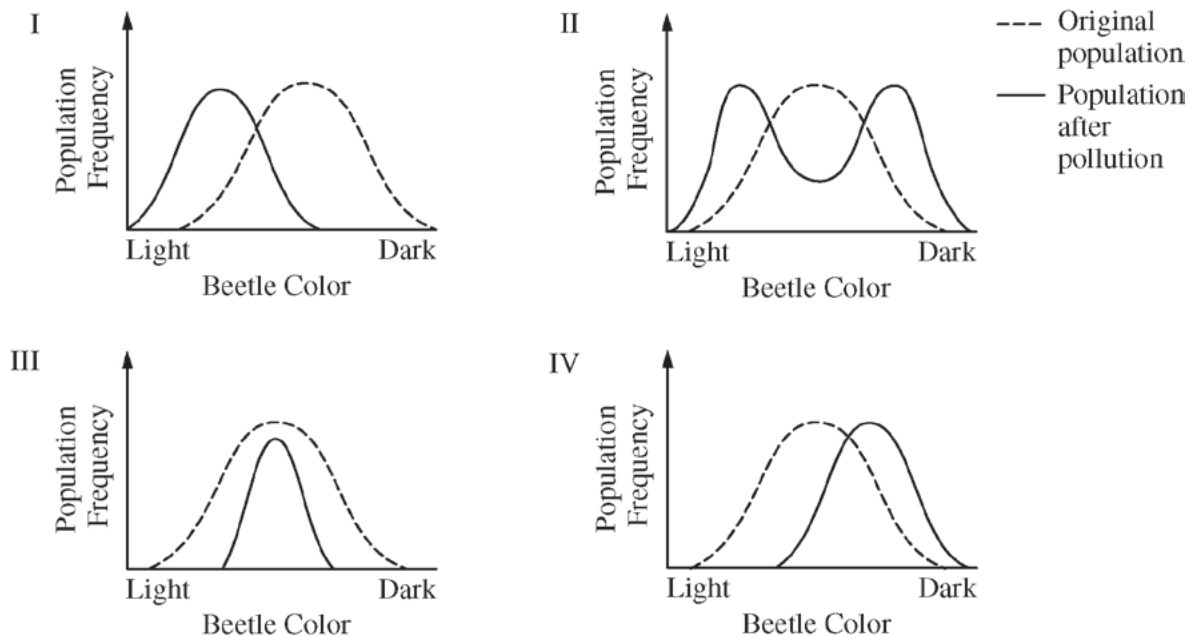 I
Population
Frequency
Light
Dark
Beetle Color
II
Population
Frequency
Light
Dark
Beetle Color
Original
population
Population
after
pollution
III
Population
Frequency
Light
Dark
Beetle Color
IV
Population
Frequency
Light
Dark
Beetle Color